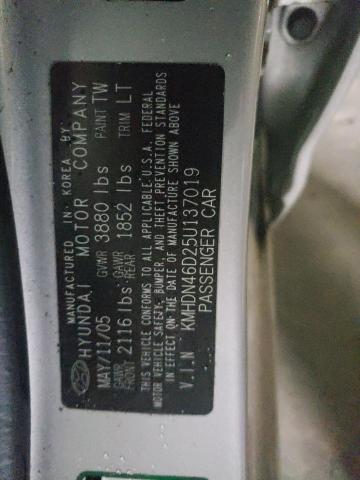 MANUFACTURED IN KOREA BY
HYUNDAI MOTOR COMPANY
MAY/11/05 GVWR 3880 lbs PAINT TW
GAWR FRONT 2116 lbs GAWR REAR 1852 lbs TRIM LT
THIS VEHICLE CONFORMS TO ALL APPLICABLE U.S.A. FEDERAL
MOTOR VEHICLE SAFETY, BUMPER, AND THEFT PREVENTION STANDARDS
IN EFFECT ON THE DATE OF MANUFACTURE SHOWN ABOVE
V.I.N KMHDN46D25U137019
PASSENGER CAR